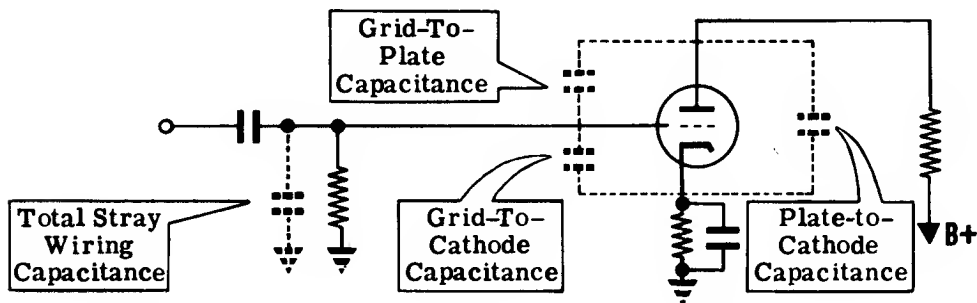 Grid-To-
Plate
Capacitance
Total Stray
Wiring
Capacitance
Grid-To-
Cathode
Capacitance
Plate-to-
Cathode
Capacitance
B+